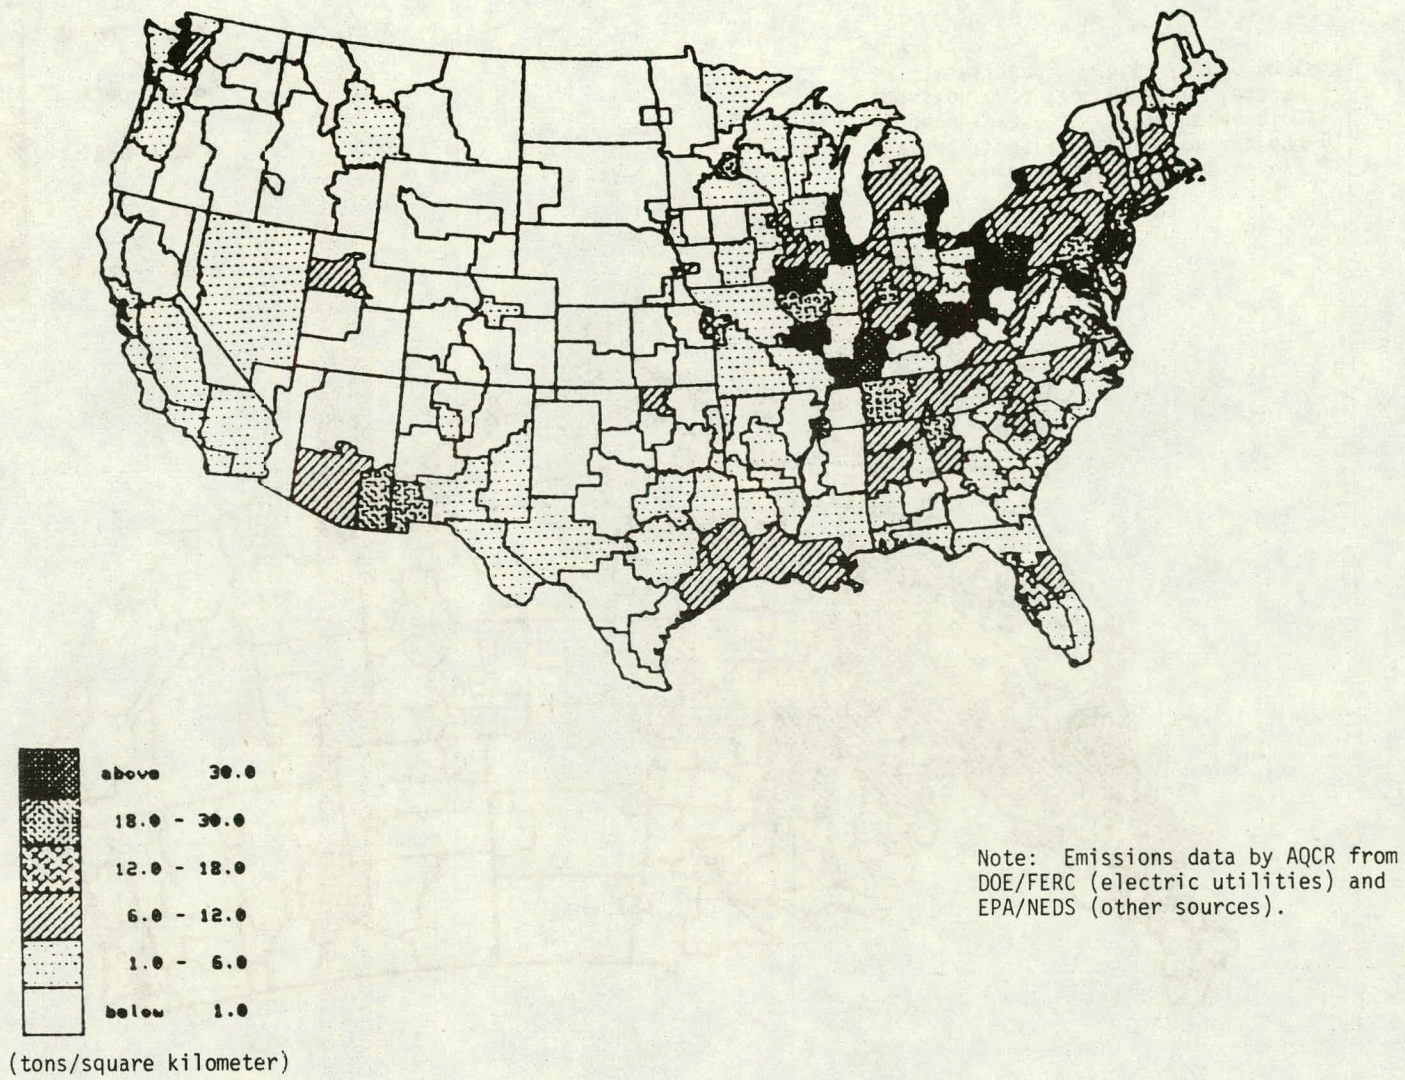 above 30.0
18.0 - 30.0
12.0 - 18.0
6.0 - 12.0
1.0 - 6.0
below 1.0
(tons/square kilometer)
Note: Emissions data by AQCR from
DOE/FERC (electric utilities) and
EPA/NEDS (other sources).